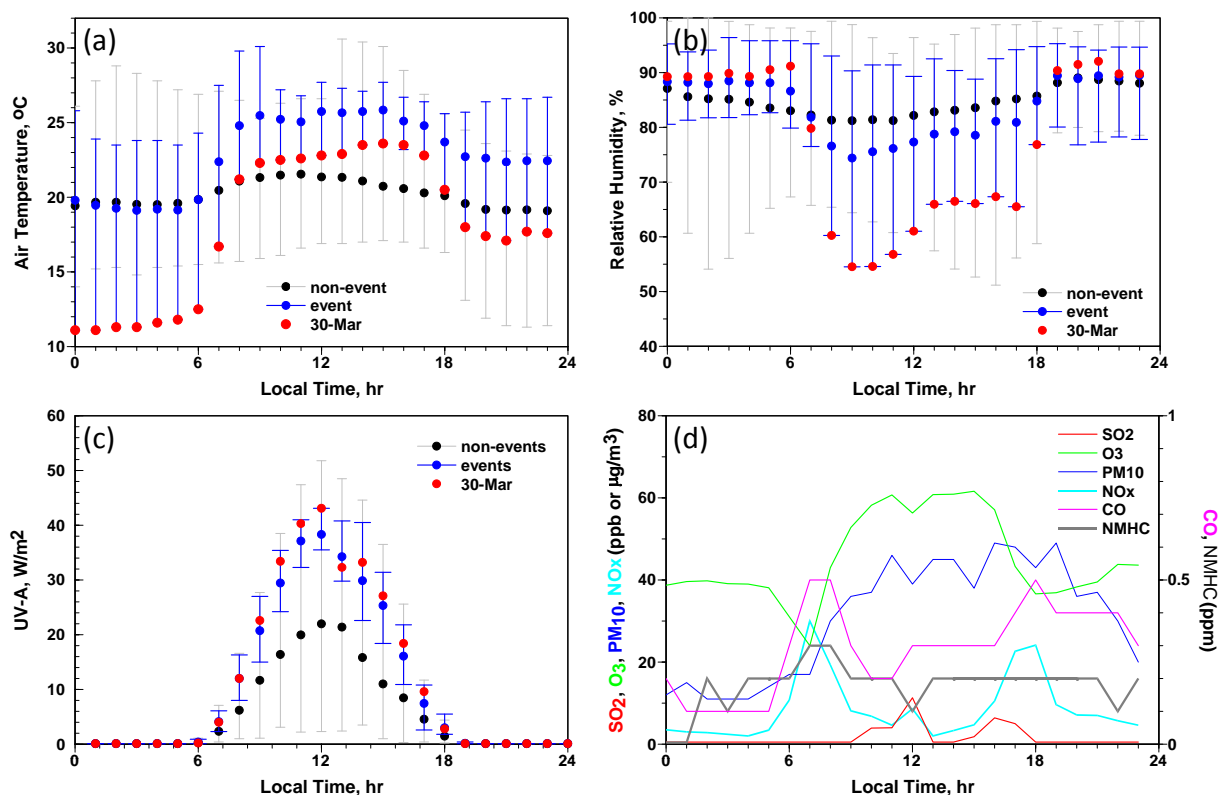 (a)
30
25
20
15
10
Air Temperature, oC
non-event
event
30-Mar
0 6 12 18 24
Local Time, hr
(b)
100
90
80
70
60
50
40
Relative Humidity, %
non-event
event
30-Mar
0 6 12 18 24
Local Time, hr
(c)
60
50
40
30
20
10
0
UV-A, W/m2
non-events
events
30-Mar
0 6 12 18 24
Local Time, hr
(d)
80
60
40
20
0
SO2, O3, PM10, NOx (ppb or µg/m3)
SO2
O3
PM10
NOx
CO
NMHC
1
0.5
0
CO, NMHC (ppm)
0 6 12 18 24
Local Time, hr